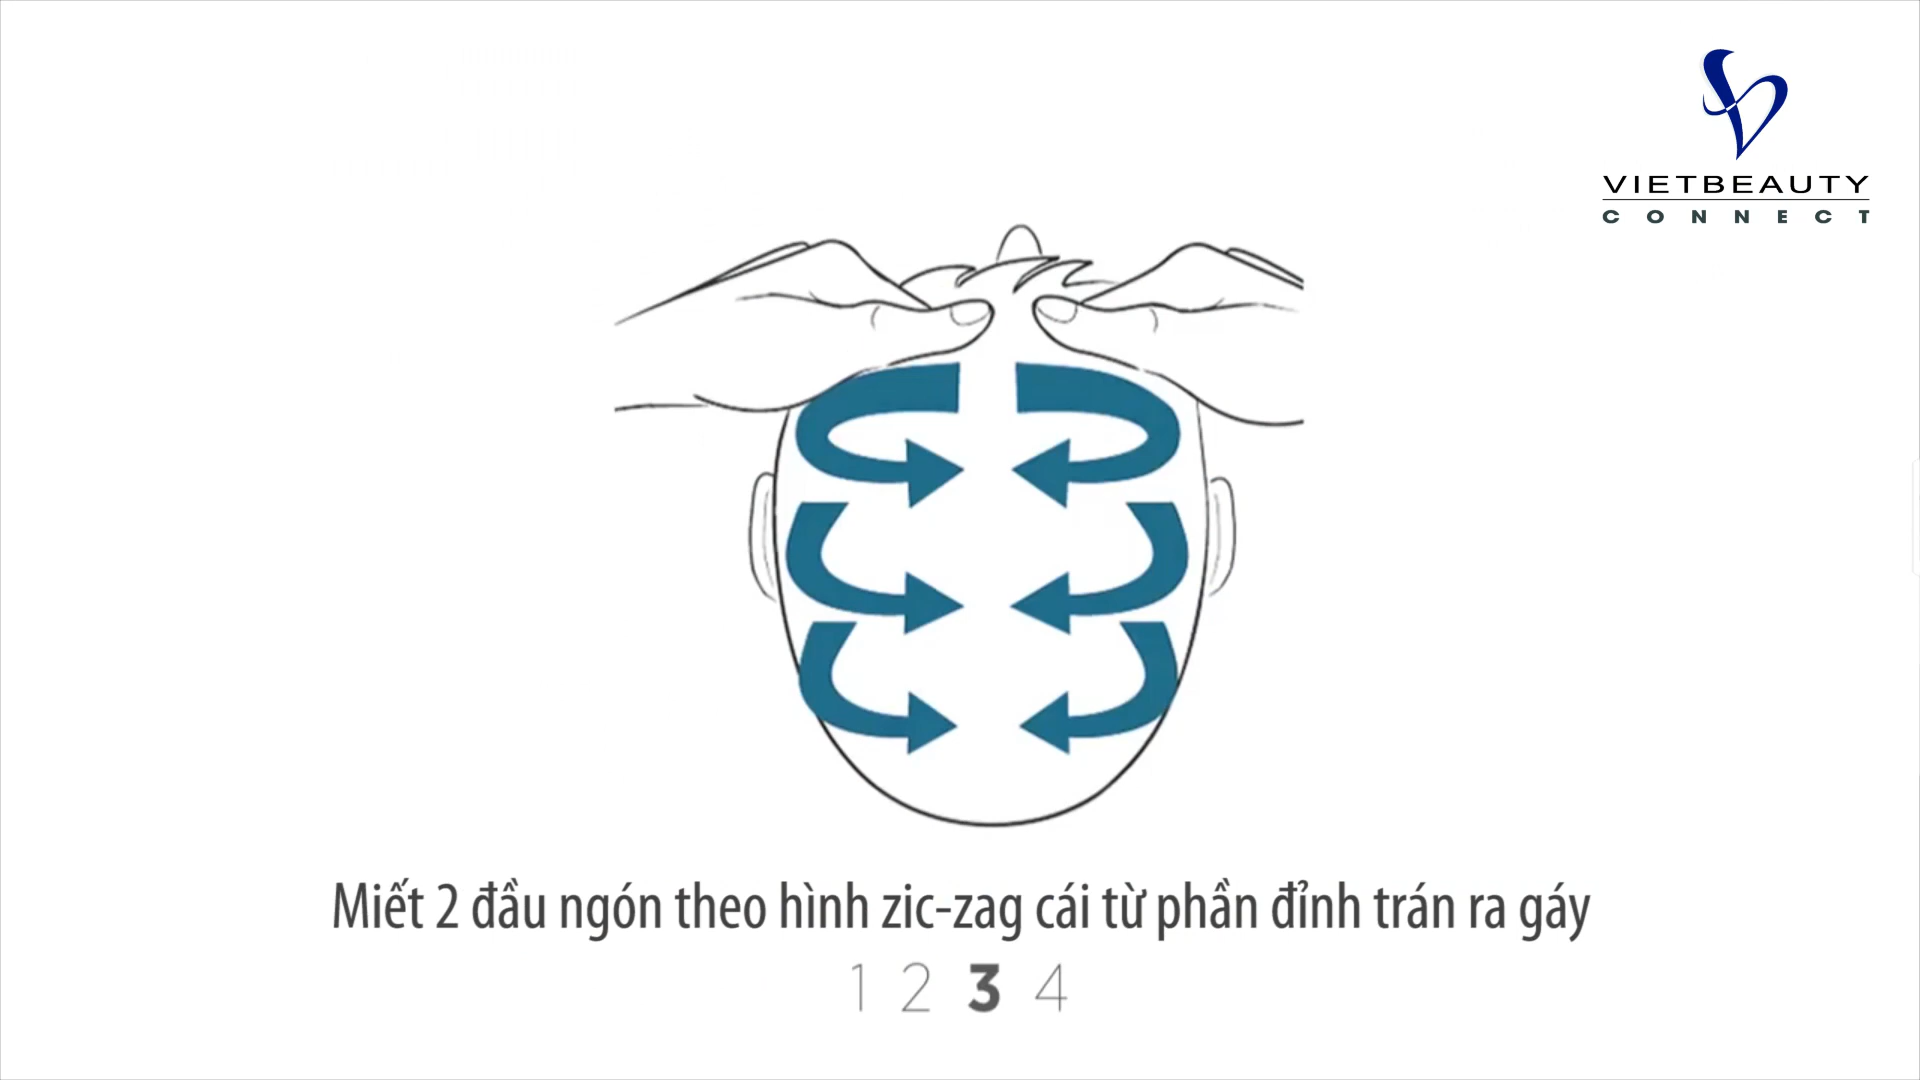 VIETBEAUTY
CONNECT
Miết 2 đầu ngón theo hình zic-zag cái từ phần đỉnh trán ra gáy
1 2 3 4